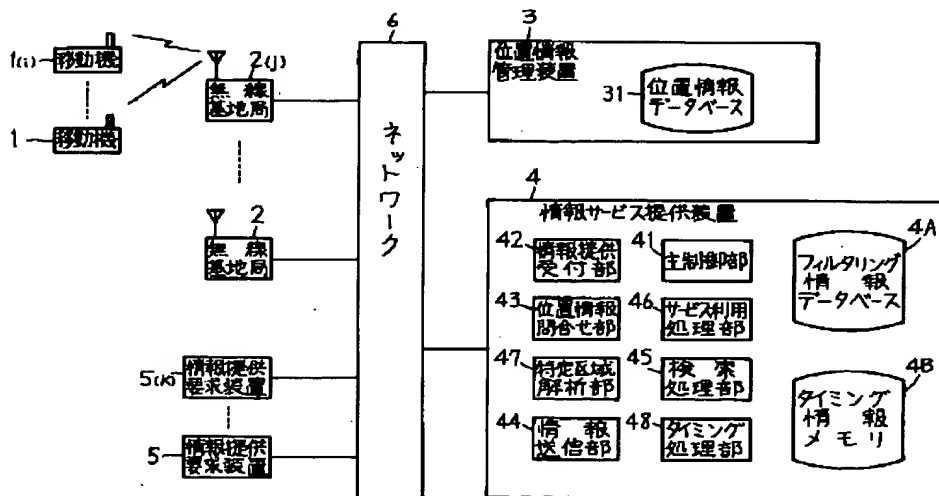 6
3
1(i)
移動機
2(j)
無線
基地局
位置情報
管理装置
31
位置情報
データベース
1
移動機
ネットワーク
4
情報サービス提供装置
2
無線
基地局
42
情報提供
受付部
41
主制御部
4A
フィルタリング
情報
データベース
43
位置情報
問合せ部
46
サービス利用
処理部
5(k)
情報提供
要求装置
47
特定区域
解析部
45
検索
処理部
4B
タイミング
情報
メモリ
5
情報提供
要求装置
44
情報
送信部
48
タイミング
処理部